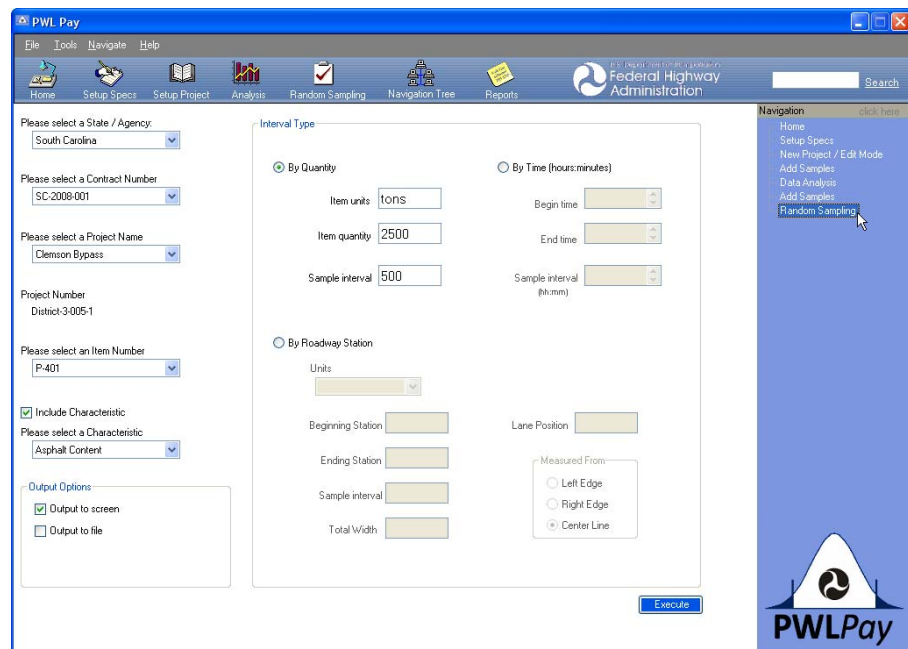 PWL Pay
File Tools Navigate Help
Home Setup Specs Setup Project Analysis Random Sampling Navigation Tree Reports
Federal Highway
Administration
Search
Please select a State / Agency:
South Carolina
Please select a Contract Number
SC-2008-001
Please select a Project Name
Clemson Bypass
Project Number
District-3-005-1
Please select an Item Number
P-401
Include Characteristic
Please select a Characteristic
Asphalt Content
Output Options
Output to screen
Output to file
Interval Type
By Quantity
Item units tons
Item quantity 2500
Sample interval 500
By Time (hours:minutes)
Begin time
End time
Sample interval
(hh:mm)
By Roadway Station
Units
Beginning Station
Ending Station
Sample interval
Total Width
Lane Position
Measured From
Left Edge
Right Edge
Center Line
Execute
Navigation click here
Home
Setup Specs
New Project / Edit Mode
Add Samples
Data Analysis
Add Samples
Random Sampling
PWLPay